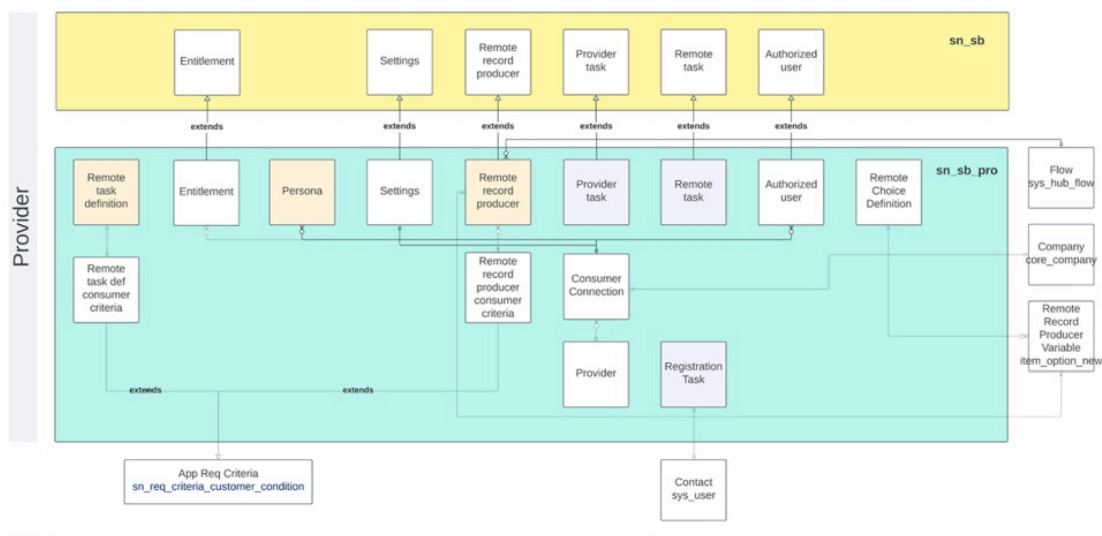 Provider
sn_sb
Entitlement
Settings
Remote
record
producer
Provider
task
Remote
task
Authorized
user
extends
extends
extends
extends
extends
extends
sn_sb_pro
Remote
task
definition
Entitlement
Persona
Settings
Remote
record
producer
Provider
task
Remote
task
Authorized
user
Remote
Choice
Definition
Flow
sys_hub_flow
Company
core_company
Remote
task def
consumer
criteria
Remote
record
producer
consumer
criteria
Consumer
Connection
Remote
Record
Producer
Variable
item_option_new
Provider
Registration
Task
extends
extends
App Req Criteria
sn_req_criteria_customer_condition
Contact
sys_user